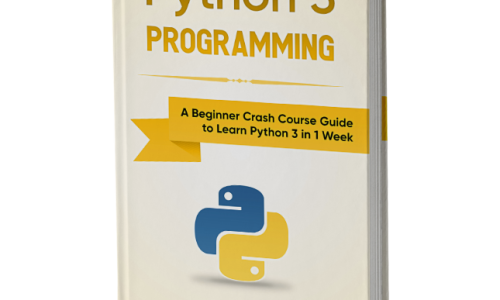 Python 3
PROGRAMMING
A Beginner Crash Course Guide
to Learn Python 3 in 1 Week